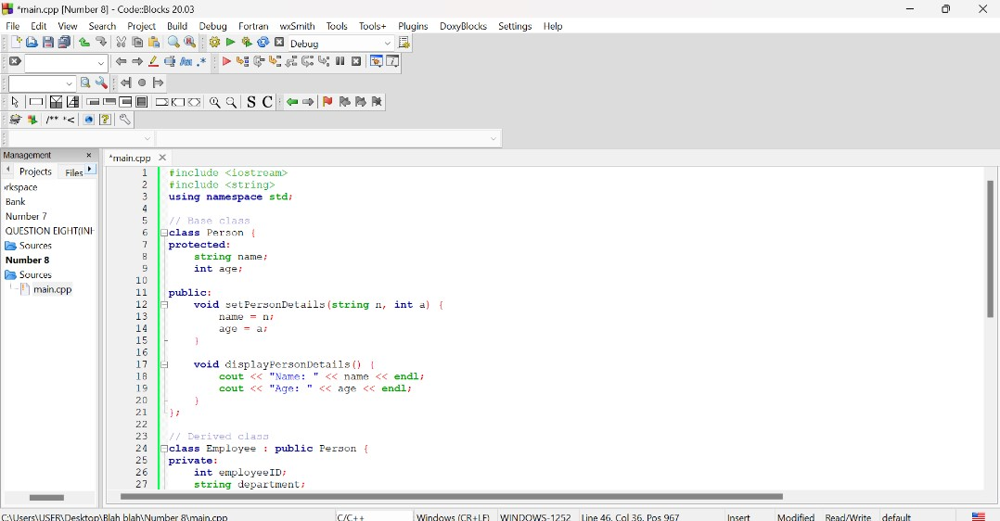 *main.cpp [Number 8] - Code::Blocks 20.03
File Edit View Search Project Build Debug Fortran wxSmith Tools Tools+ Plugins DoxyBlocks Settings Help
Debug
Aa .*
S C
/** *<
Management
*main.cpp
Projects Files
rkspace
Bank
Number 7
QUESTION EIGHT(INH
Sources
Number 8
Sources
main.cpp
1 #include <iostream>
2 #include <string>
3 using namespace std;
4
5 // Base class
6 class Person {
7 protected:
8 string name;
9 int age;
10
11 public:
12 void setPersonDetails(string n, int a) {
13 name = n;
14 age = a;
15 }
16
17 void displayPersonDetails() {
18 cout << "Name: " << name << endl;
19 cout << "Age: " << age << endl;
20 }
21 };
22
23 // Derived class
24 class Employee : public Person {
25 private:
26 int employeeID;
27 string department;
C:\Users\USER\Desktop\Blah blah\Number 8\main.cpp C/C++ Windows (CR+LF) WINDOWS-1252 Line 46, Col 36, Pos 967 Insert Modified Read/Write default